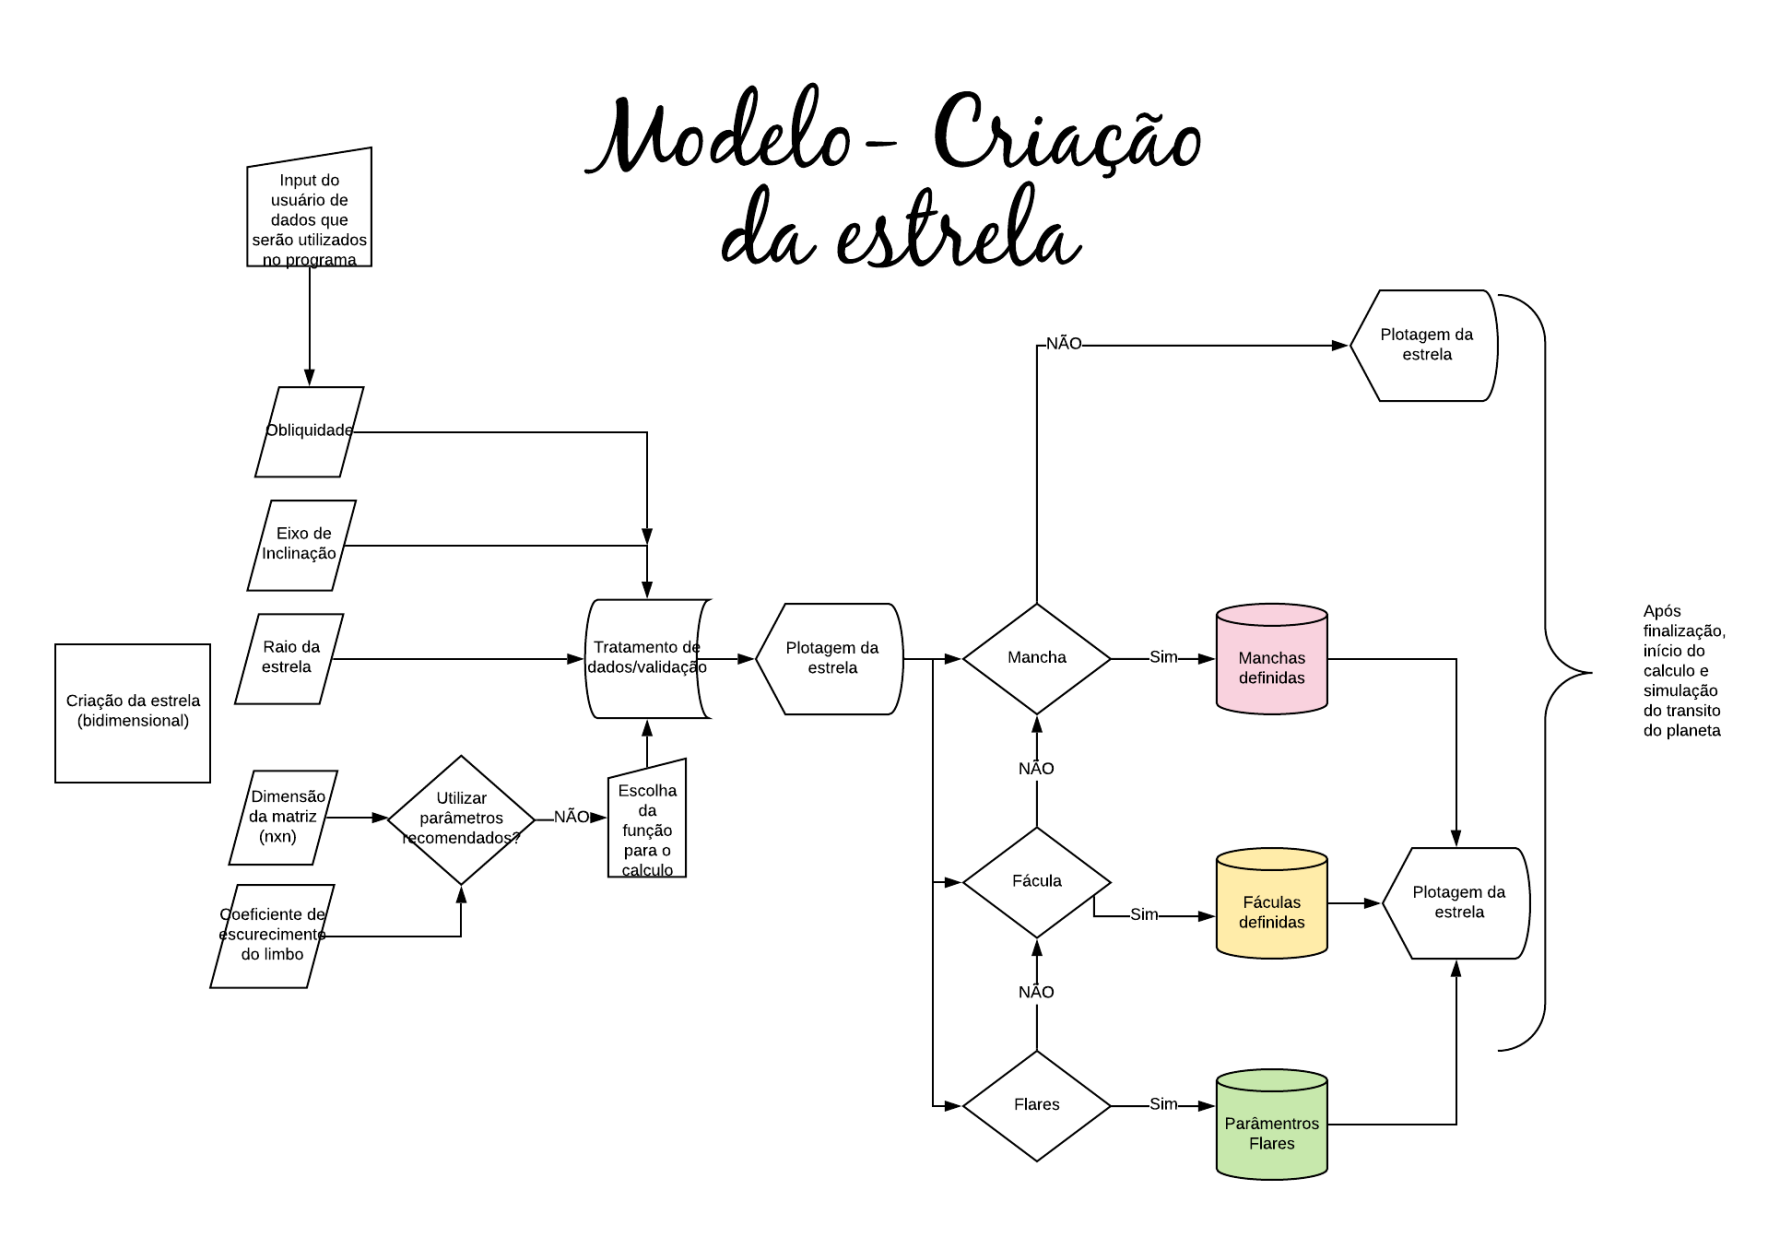 Modelo - Criação
da estrela
Input do
usuário de
dados que
serão utilizados
no programa
Obliquidade
Eixo de
Inclinação
Raio da
estrela
Criação da estrela
(bidimensional)
Dimensão
da matriz
(nxn)
Coeficiente de
escurecimento
do limbo
Utilizar
parâmetros
recomendados?
NÃO
Escolha
da
função
para o
calculo
Tratamento de
dados/validação
Plotagem da
estrela
Mancha
NÃO
Plotagem da
estrela
Sim
Manchas
definidas
NÃO
Fácula
Sim
Fáculas
definidas
NÃO
Flares
Sim
Parâmentros
Flares
Plotagem da
estrela
Após
finalização,
início do
calculo e
simulação
do transito
do planeta